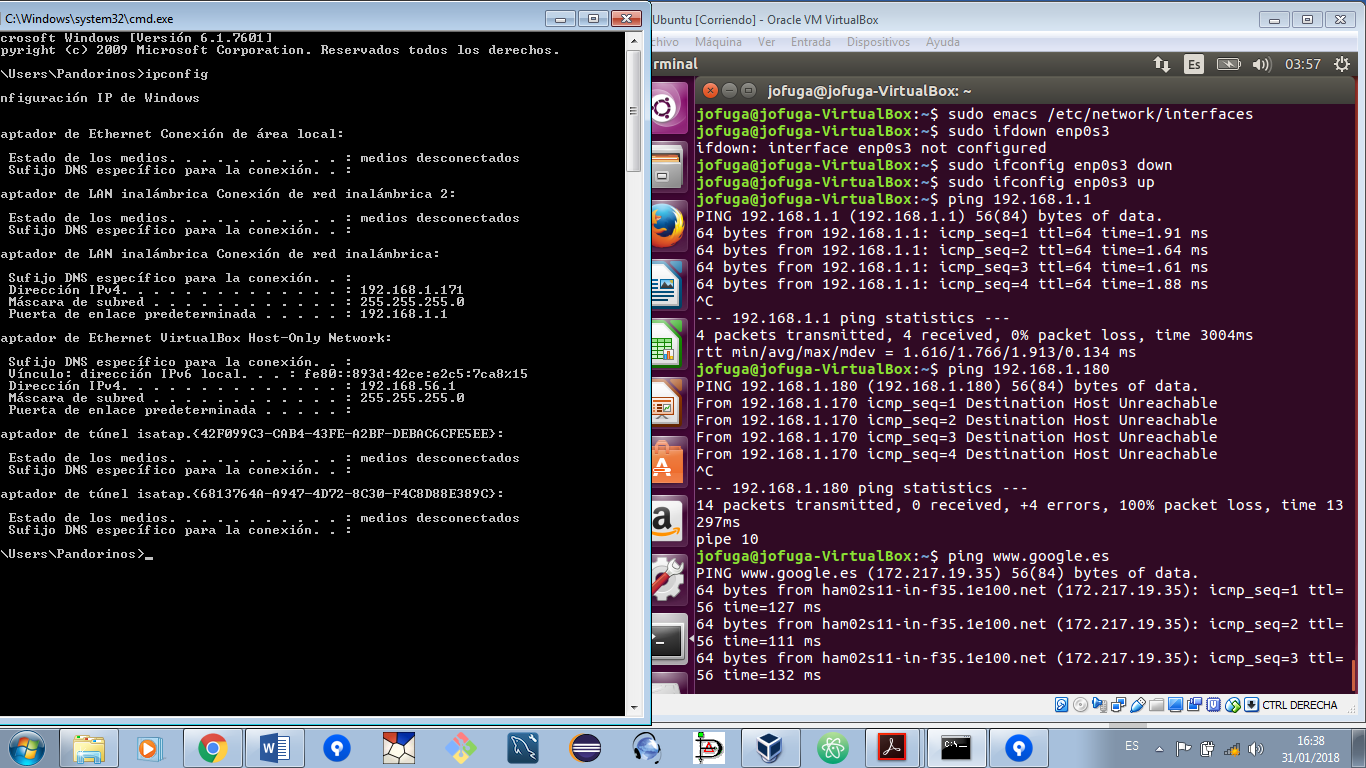 C:\Windows\system32\cmd.exe
crosoft Windows [Versión 6.1.7601]
pyright (c) 2009 Microsoft Corporation. Reservados todos los derechos.
\Users\Pandorinos>ipconfig
nfiguración IP de Windows
aptador de Ethernet Conexión de área local:
Estado de los medios. . . . . . . . . . . : medios desconectados
Sufijo DNS específico para la conexión. . :
aptador de LAN inalámbrica Conexión de red inalámbrica 2:
Estado de los medios. . . . . . . . . . . : medios desconectados
Sufijo DNS específico para la conexión. . :
aptador de LAN inalámbrica Conexión de red inalámbrica:
Sufijo DNS específico para la conexión. . :
Dirección IPv4. . . . . . . . . . . . . . : 192.168.1.171
Máscara de subred . . . . . . . . . . . . : 255.255.255.0
Puerta de enlace predeterminada . . . . . : 192.168.1.1
aptador de Ethernet VirtualBox Host-Only Network:
Sufijo DNS específico para la conexión. . :
Vínculo: dirección IPv6 local. . . : fe80::893d:42ce:e2c5:7ca8%15
Dirección IPv4. . . . . . . . . . . . . . : 192.168.56.1
Máscara de subred . . . . . . . . . . . . : 255.255.255.0
Puerta de enlace predeterminada . . . . . :
aptador de túnel isatap.{42F099C3-CAB4-43FE-A2BF-DEBAC6CFE5EE}:
Estado de los medios. . . . . . . . . . . : medios desconectados
Sufijo DNS específico para la conexión. . :
aptador de túnel isatap.{6813764A-A947-4D72-8C30-F4C8D88E389C}:
Estado de los medios. . . . . . . . . . . : medios desconectados
Sufijo DNS específico para la conexión. . :
\Users\Pandorinos>_
Ubuntu [Corriendo] - Oracle VM VirtualBox
chivo Máquina Ver Entrada Dispositivos Ayuda
rminal Es 03:57
jofuga@jofuga-VirtualBox: ~
jofuga@jofuga-VirtualBox:~$ sudo emacs /etc/network/interfaces
jofuga@jofuga-VirtualBox:~$ sudo ifdown enp0s3
ifdown: interface enp0s3 not configured
jofuga@jofuga-VirtualBox:~$ sudo ifconfig enp0s3 down
jofuga@jofuga-VirtualBox:~$ sudo ifconfig enp0s3 up
jofuga@jofuga-VirtualBox:~$ ping 192.168.1.1
PING 192.168.1.1 (192.168.1.1) 56(84) bytes of data.
64 bytes from 192.168.1.1: icmp_seq=1 ttl=64 time=1.91 ms
64 bytes from 192.168.1.1: icmp_seq=2 ttl=64 time=1.64 ms
64 bytes from 192.168.1.1: icmp_seq=3 ttl=64 time=1.61 ms
64 bytes from 192.168.1.1: icmp_seq=4 ttl=64 time=1.88 ms
^C
--- 192.168.1.1 ping statistics ---
4 packets transmitted, 4 received, 0% packet loss, time 3004ms
rtt min/avg/max/mdev = 1.616/1.766/1.913/0.134 ms
jofuga@jofuga-VirtualBox:~$ ping 192.168.1.180
PING 192.168.1.180 (192.168.1.180) 56(84) bytes of data.
From 192.168.1.170 icmp_seq=1 Destination Host Unreachable
From 192.168.1.170 icmp_seq=2 Destination Host Unreachable
From 192.168.1.170 icmp_seq=3 Destination Host Unreachable
From 192.168.1.170 icmp_seq=4 Destination Host Unreachable
^C
--- 192.168.1.180 ping statistics ---
14 packets transmitted, 0 received, +4 errors, 100% packet loss, time 13
297ms
pipe 10
jofuga@jofuga-VirtualBox:~$ ping www.google.es
PING www.google.es (172.217.19.35) 56(84) bytes of data.
64 bytes from ham02s11-in-f35.1e100.net (172.217.19.35): icmp_seq=1 ttl=
56 time=127 ms
64 bytes from ham02s11-in-f35.1e100.net (172.217.19.35): icmp_seq=2 ttl=
56 time=111 ms
64 bytes from ham02s11-in-f35.1e100.net (172.217.19.35): icmp_seq=3 ttl=
56 time=132 ms
CTRL DERECHA
ES
16:38
31/01/2018